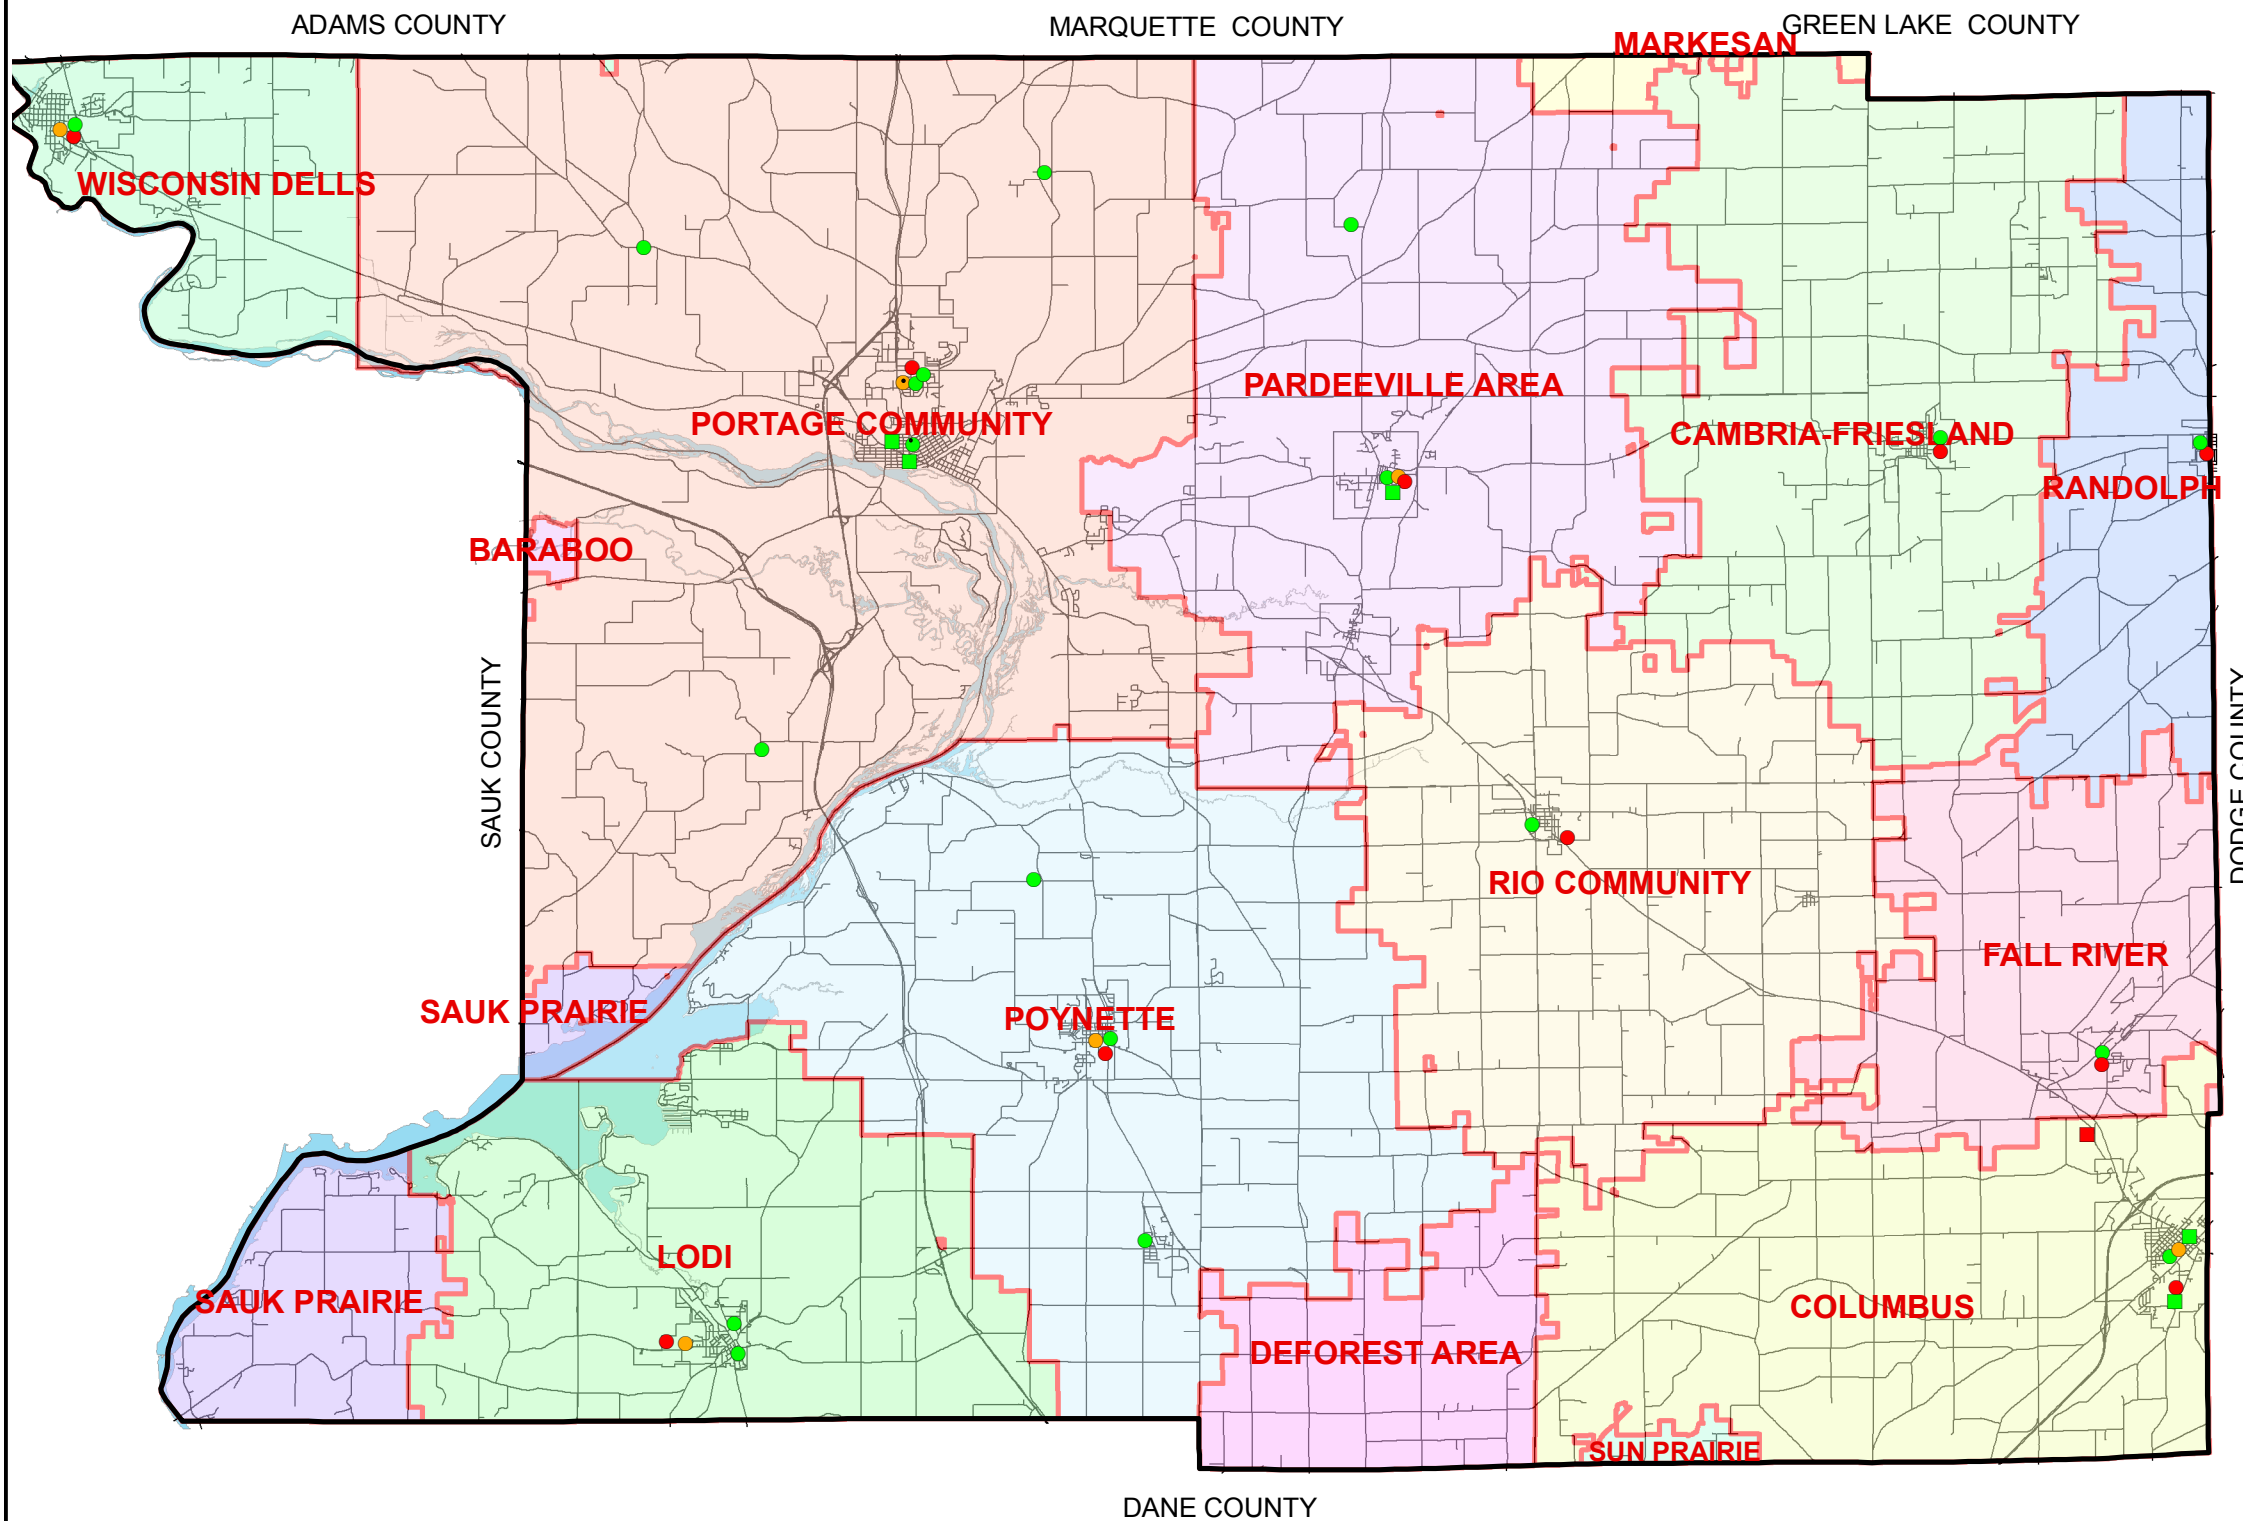 ADAMS COUNTY
MARQUETTE COUNTY
GREEN LAKE COUNTY
MARKESAN
WISCONSIN DELLS
PARDEEVILLE AREA
PORTAGE COMMUNITY
CAMBRIA-FRIESLAND
RANDOLPH
BARABOO
SAUK COUNTY
DODGE COUNTY
RIO COMMUNITY
FALL RIVER
SAUK PRAIRIE
POYNETTE
LODI
SAUK PRAIRIE
COLUMBUS
DEFOREST AREA
SUN PRAIRIE
DANE COUNTY